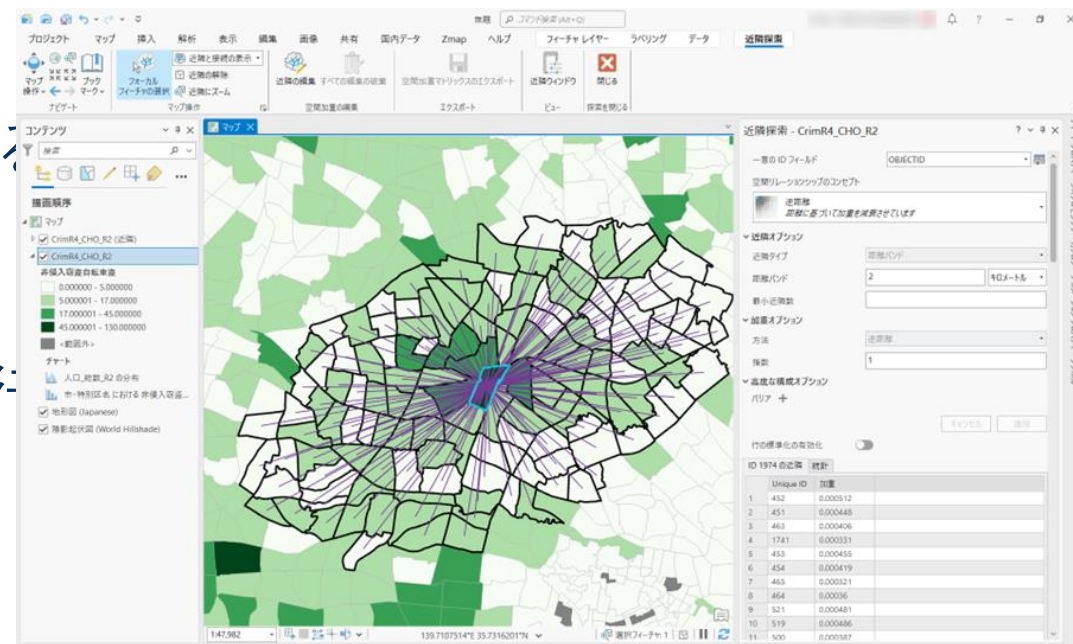 無題
コマンド検索 (Alt+Q)
プロジェクト マップ 挿入 解析 表示 編集 画像 共有 国内データ Zmap ヘルプ フィーチャ レイヤー ラベリング データ 近隣探索
マップ操作
ブックマーク
ナビゲート
フォーカル フィーチャの選択
近隣と接続の表示
近隣の解除
近隣にズーム
マップ操作
近隣の編集 すべての編集の破棄
空間加重の編集
空間加重マトリックスのエクスポート
エクスポート
近隣ウィンドウ
ビュー
閉じる
探索を閉じる
コンテンツ
検索
描画順序
マップ
CrimR4_CHO_R2 (近隣)
CrimR4_CHO_R2
非侵入窃盗自転車盗
0.000000 - 5.000000
5.000001 - 17.000000
17.000001 - 45.000000
45.000001 - 130.000000
<範囲外>
チャート
人口_総数_R2 の分布
市・特別区名 における 非侵入窃盗...
地形図 (Japanese)
陰影起伏図 (World Hillshade)
マップ
1:47,982
139.7107514°E 35.7316201°N
選択フィーチャ: 1
近隣探索 - CrimR4_CHO_R2
一意の ID フィールド OBJECTID
空間リレーションシップのコンセプト
逆距離
距離に基づいて加重を減衰させています
近隣オプション
近隣タイプ 距離バンド
距離バンド 2 キロメートル
最小近隣数
加重オプション
方法 逆距離
指数 1
高度な構成オプション
バリア
キャンセル 適用
行の標準化の有効化
ID 1974 の近隣 統計
Unique ID 加重
1 452 0.000512
2 451 0.000448
3 463 0.000406
4 1741 0.000331
5 453 0.000455
6 454 0.000419
7 465 0.000321
8 464 0.00036
9 521 0.000481
10 519 0.000486
11 500 0.000387